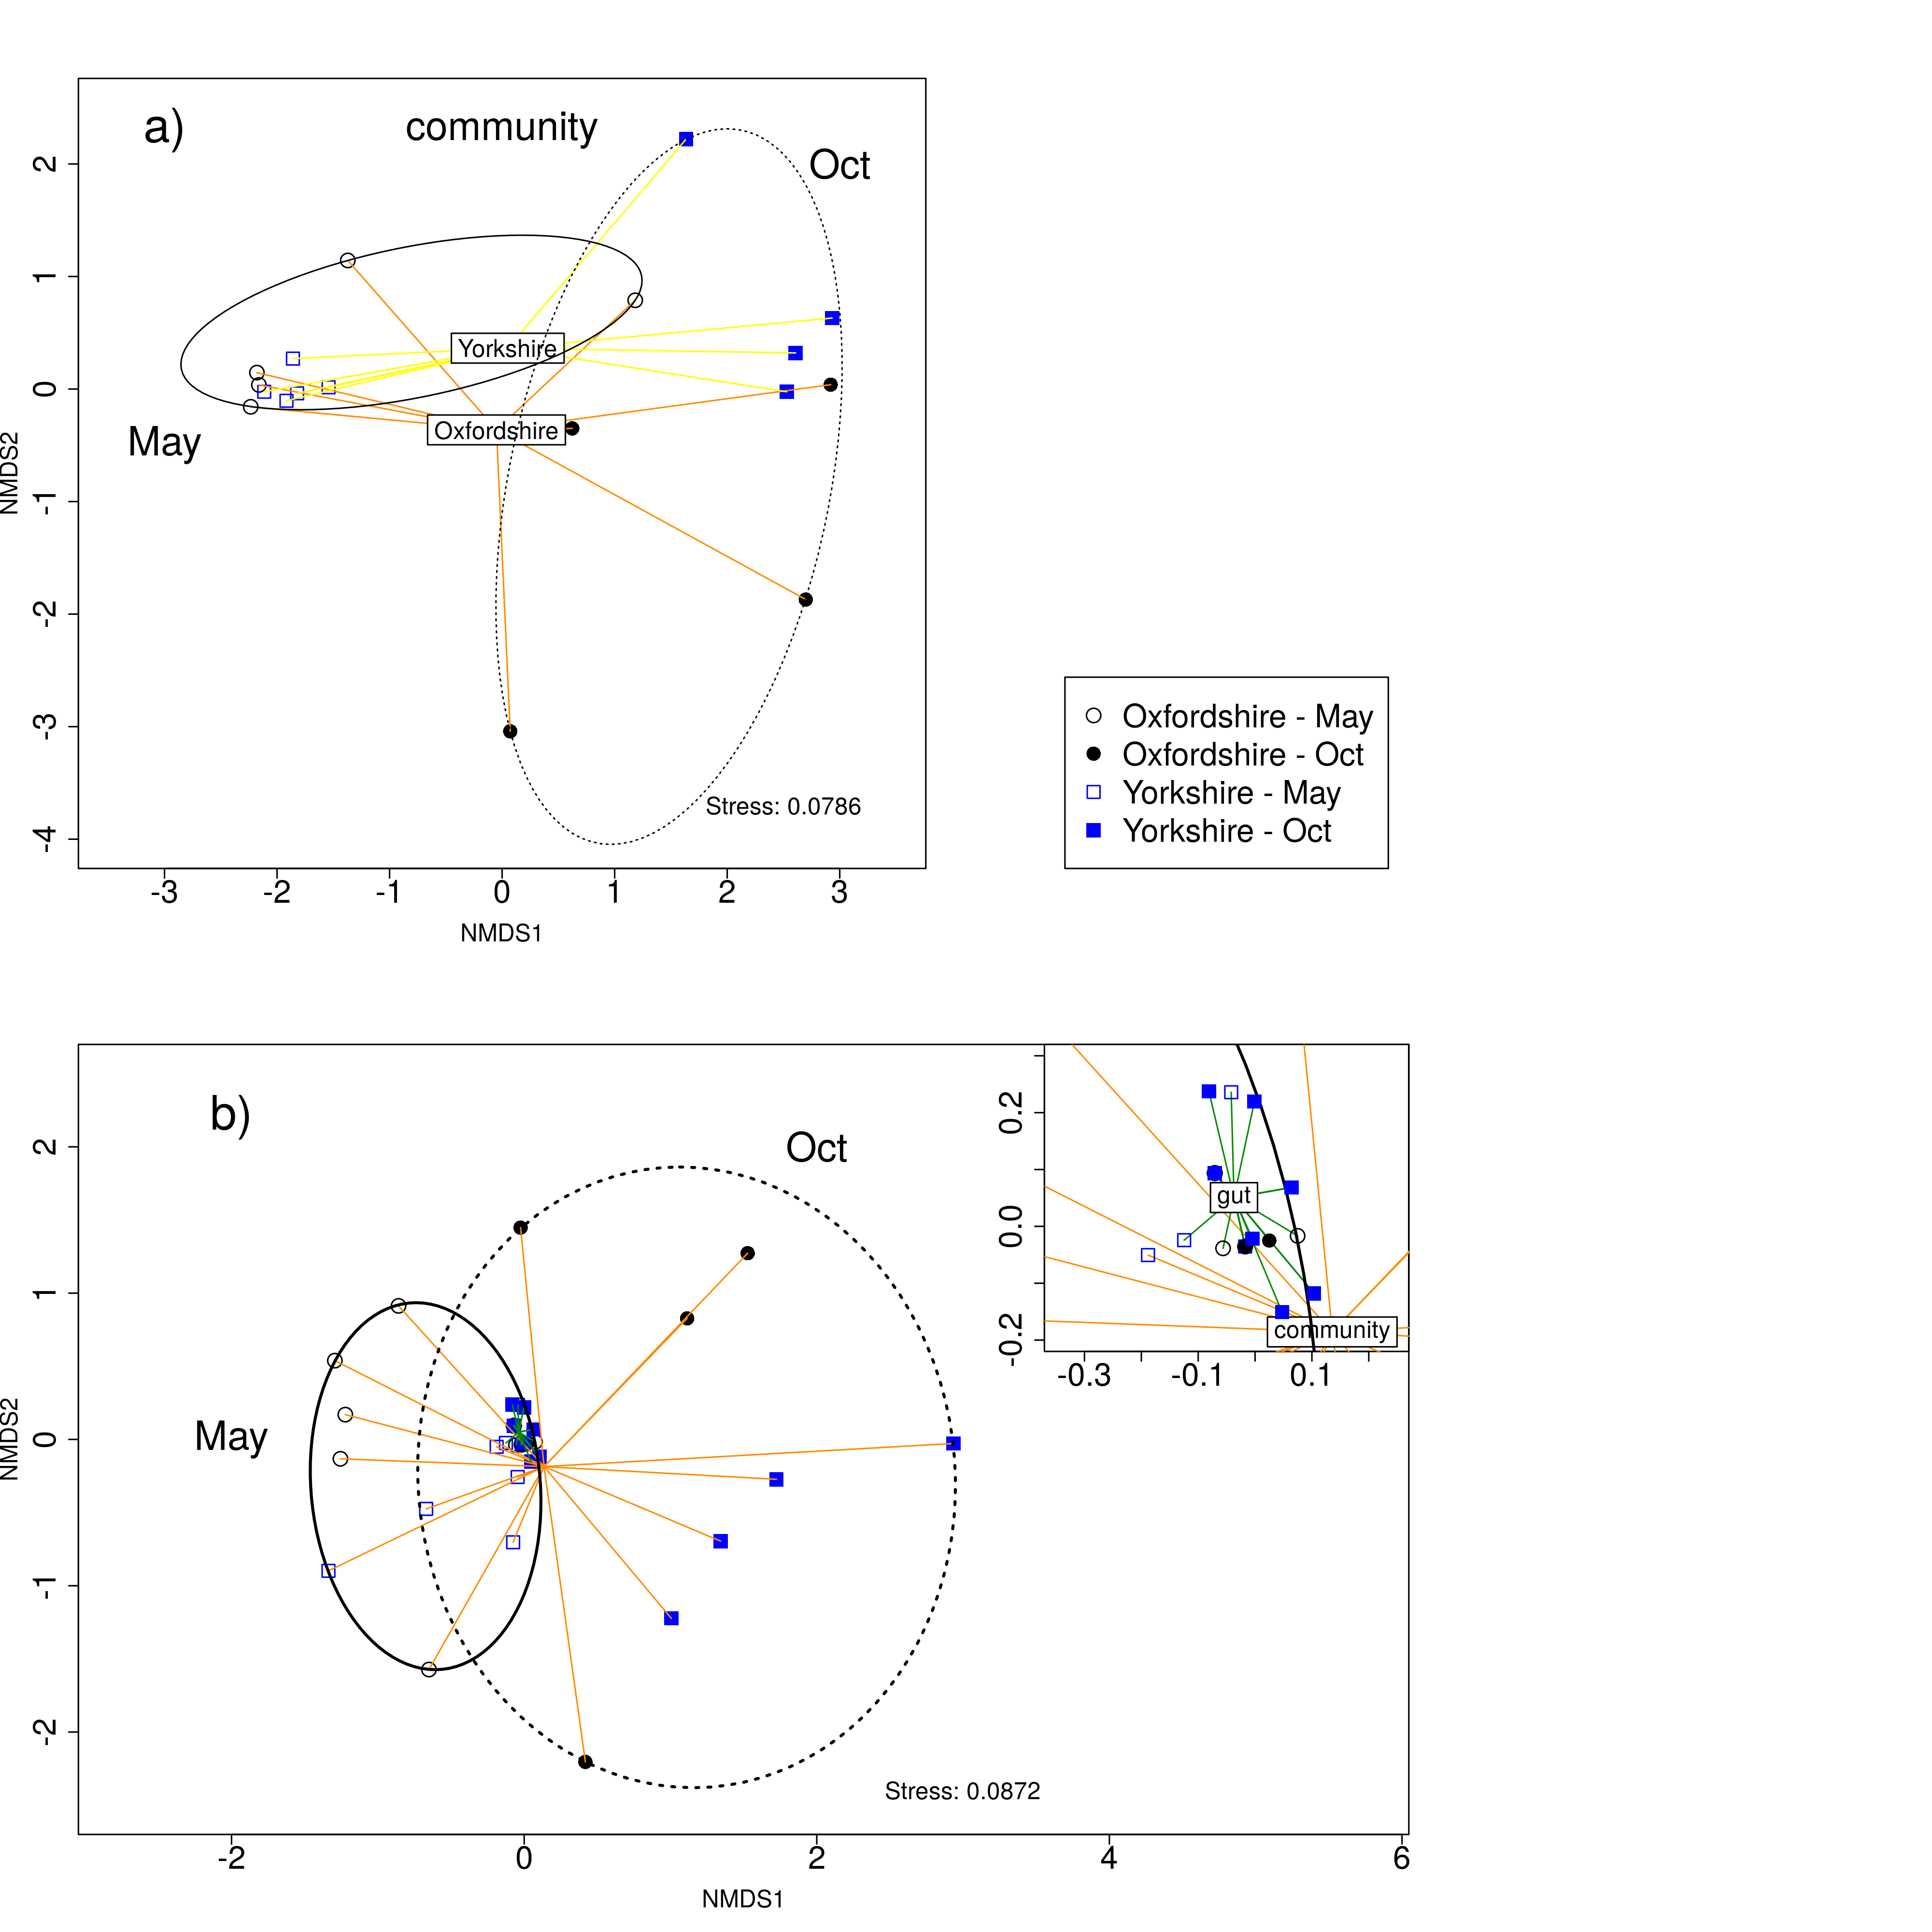 a)
community
Oct
Yorkshire
Oxfordshire
May
Stress: 0.0786
2
1
0
-1
-2
-3
-4
NMDS2
-3 -2 -1 0 1 2 3
NMDS1
Oxfordshire - May
Oxfordshire - Oct
Yorkshire - May
Yorkshire - Oct
b)
Oct
May
Stress: 0.0872
2
1
0
-1
-2
NMDS2
-2 0 2 4 6
NMDS1
gut
community
0.2
0.0
-0.2
-0.3 -0.1 0.1